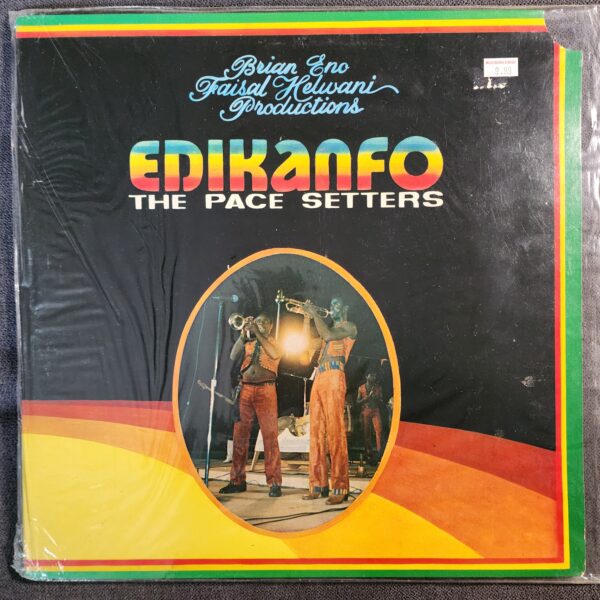 Brian Eno
Faisal Helwani
Productions
EDIKANFO
THE PACE SETTERS